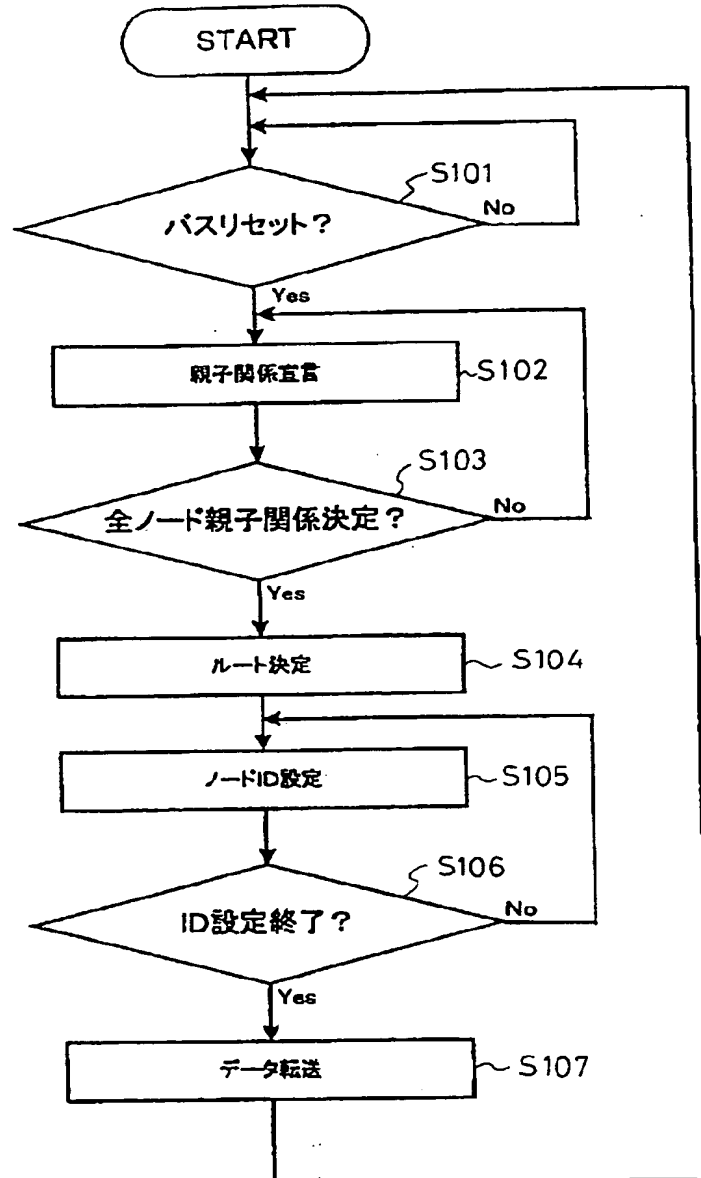 START
S101
バスリセット?
No
Yes
親子関係宣言
S102
S103
全ノード親子関係決定?
No
Yes
ルート決定
S104
ノードID設定
S105
S106
ID設定終了?
No
Yes
データ転送
S107